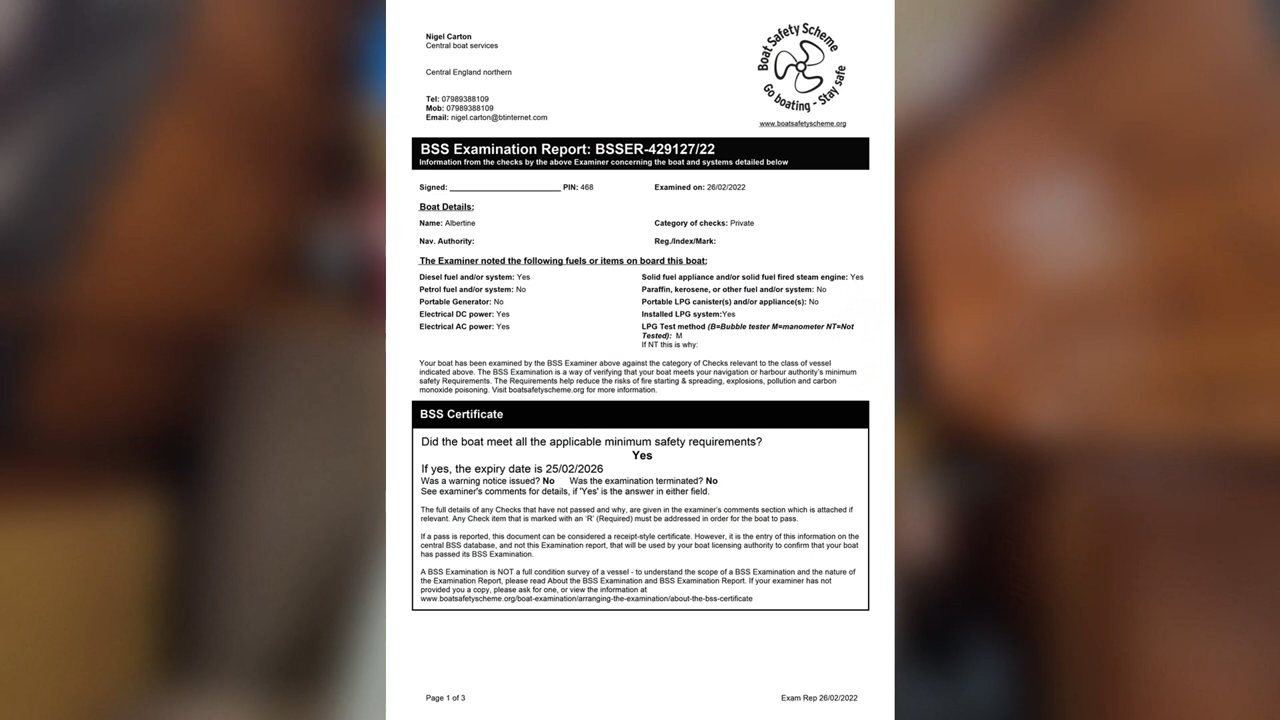 Nigel Carton
Central boat services
Central England northern
Tel: 07989388109
Mob: 07989388109
Email: nigel.carton@btinternet.com
Boat Safety Scheme
Go boating - Stay safe
www.boatsafetyscheme.org
BSS Examination Report: BSSER-429127/22
Information from the checks by the above Examiner concerning the boat and systems detailed below
Signed: ______________________ PIN: 468
Examined on: 26/02/2022
Boat Details:
Name: Albertine
Category of checks: Private
Nav. Authority:
Reg./Index/Mark:
The Examiner noted the following fuels or items on board this boat:
Diesel fuel and/or system: Yes
Solid fuel appliance and/or solid fuel fired steam engine: Yes
Petrol fuel and/or system: No
Paraffin, kerosene, or other fuel and/or system: No
Portable Generator: No
Portable LPG canister(s) and/or appliance(s): No
Electrical DC power: Yes
Installed LPG system:Yes
Electrical AC power: Yes
LPG Test method (B=Bubble tester M=manometer NT=Not
Tested): M
If NT this is why:
Your boat has been examined by the BSS Examiner above against the category of Checks relevant to the class of vessel
indicated above. The BSS Examination is a way of verifying that your boat meets your navigation or harbour authority's minimum
safety Requirements. The Requirements help reduce the risks of fire starting & spreading, explosions, pollution and carbon
monoxide poisoning. Visit boatsafetyscheme.org for more information.
BSS Certificate
Did the boat meet all the applicable minimum safety requirements?
Yes
If yes, the expiry date is 25/02/2026
Was a warning notice issued? No Was the examination terminated? No
See examiner's comments for details, if 'Yes' is the answer in either field.
The full details of any Checks that have not passed and why, are given in the examiner's comments section which is attached if
relevant. Any Check item that is marked with an 'R' (Required) must be addressed in order for the boat to pass.
If a pass is reported, this document can be considered a receipt-style certificate. However, it is the entry of this information on the
central BSS database, and not this Examination report, that will be used by your boat licensing authority to confirm that your boat
has passed its BSS Examination.
A BSS Examination is NOT a full condition survey of a vessel - to understand the scope of a BSS Examination and the nature of
the Examination Report, please read About the BSS Examination and BSS Examination Report. If your examiner has not
provided you a copy, please ask for one, or view the information at
www.boatsafetyscheme.org/boat-examination/arranging-the-examination/about-the-bss-certificate
Page 1 of 3
Exam Rep 26/02/2022